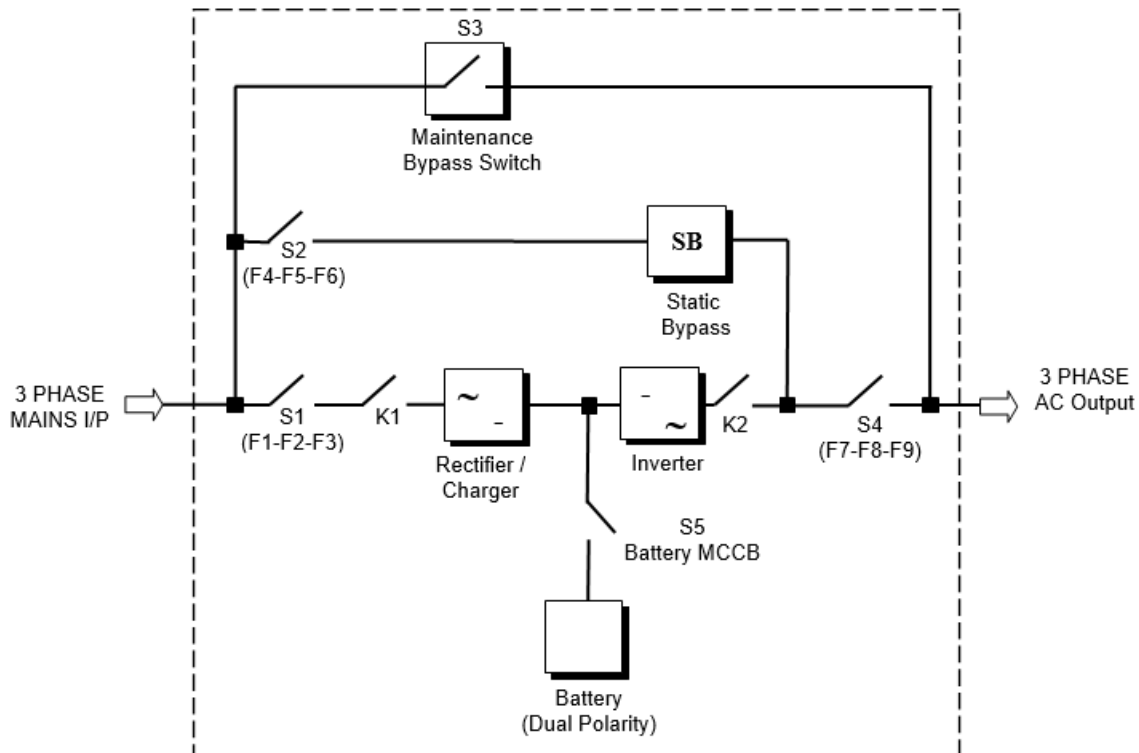 S3
Maintenance
Bypass Switch
S2
(F4-F5-F6)
SB
Static
Bypass
3 PHASE
MAINS I/P
S1
(F1-F2-F3)
K1
~
-
Rectifier /
Charger
-
~
Inverter
K2
S4
(F7-F8-F9)
3 PHASE
AC Output
S5
Battery MCCB
Battery
(Dual Polarity)